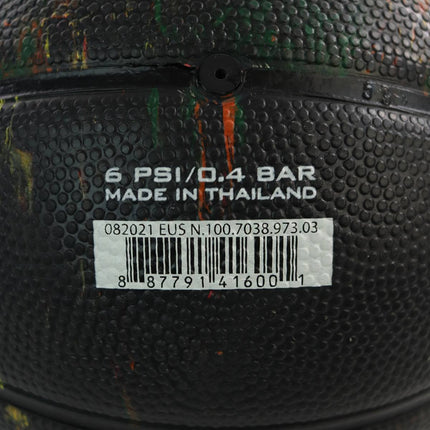 6 PSI/0.4 BAR
MADE IN THAILAND
082021 EUS N.100.7038.973.03
8 87791 41600 1